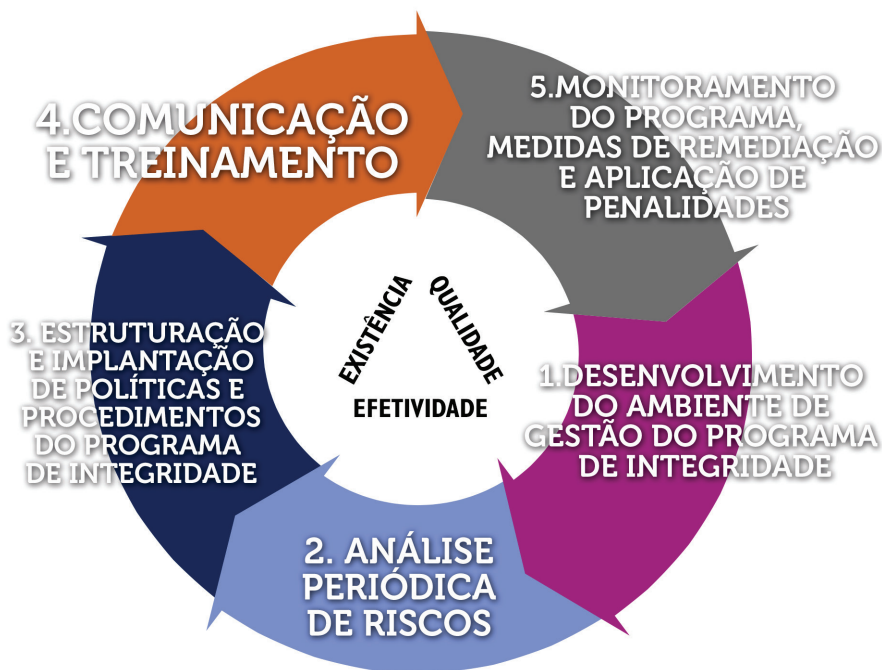 4.COMUNICAÇÃO
E TREINAMENTO
5.MONITORAMENTO
DO PROGRAMA,
MEDIDAS DE REMEDIAÇÃO
E APLICAÇÃO DE
PENALIDADES
EXISTÊNCIA
QUALIDADE
EFETIVIDADE
3. ESTRUTURAÇÃO
E IMPLANTAÇÃO
DE POLÍTICAS E
PROCEDIMENTOS
DO PROGRAMA
DE INTEGRIDADE
1.DESENVOLVIMENTO
DO AMBIENTE DE
GESTÃO DO PROGRAMA
DE INTEGRIDADE
2. ANÁLISE
PERIÓDICA
DE RISCOS